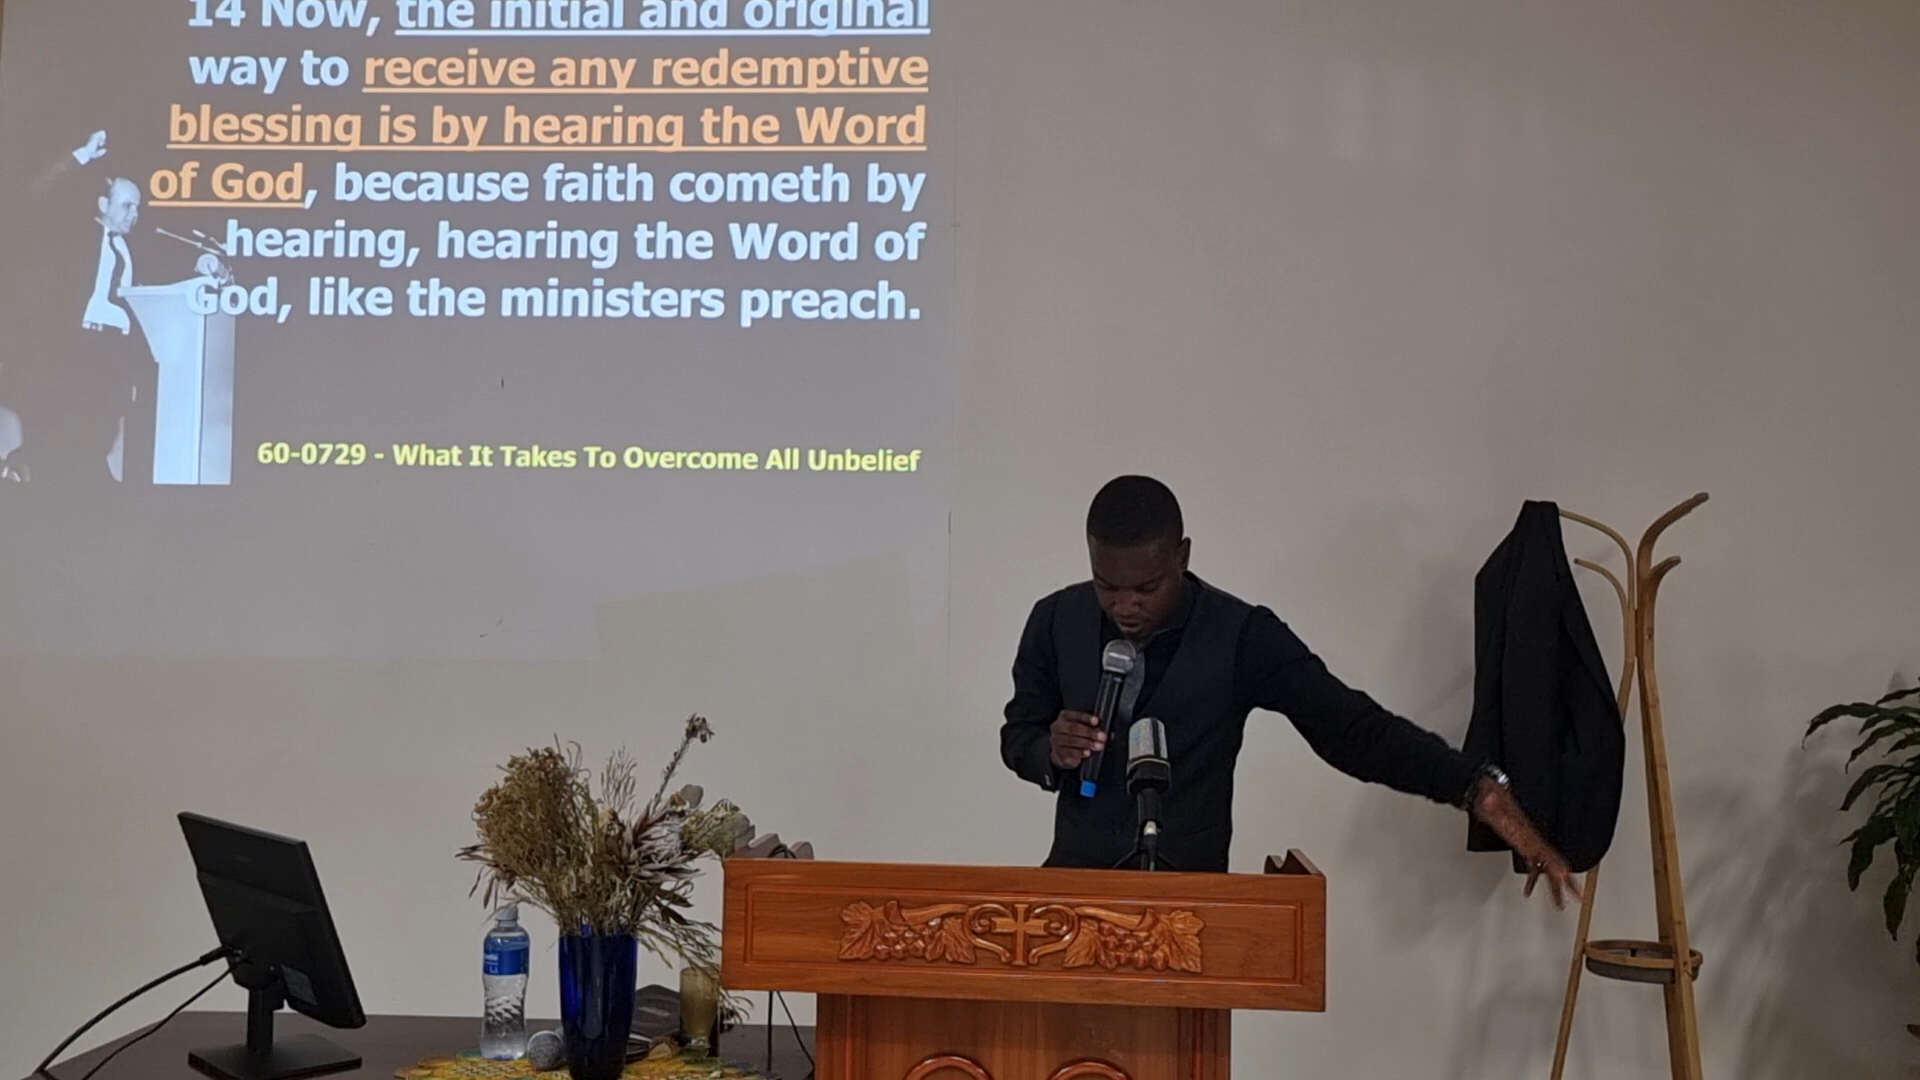 14 Now, the initial and original
way to receive any redemptive
blessing is by hearing the Word
of God, because faith cometh by
hearing, hearing the Word of
God, like the ministers preach.
60-0729 - What It Takes To Overcome All Unbelief